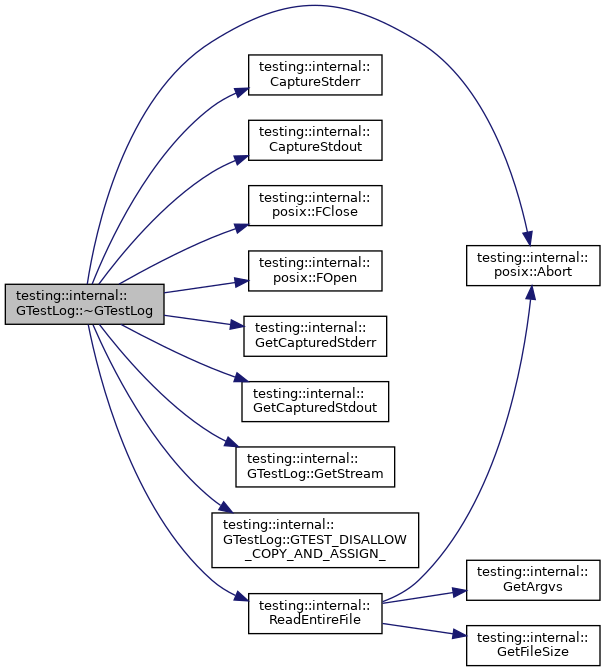 testing::internal::
GTestLog::~GTestLog
testing::internal::
CaptureStderr
testing::internal::
CaptureStdout
testing::internal::
posix::FClose
testing::internal::
posix::FOpen
testing::internal::
GetCapturedStderr
testing::internal::
GetCapturedStdout
testing::internal::
GTestLog::GetStream
testing::internal::
GTestLog::GTEST_DISALLOW
_COPY_AND_ASSIGN_
testing::internal::
ReadEntireFile
testing::internal::
posix::Abort
testing::internal::
GetArgvs
testing::internal::
GetFileSize